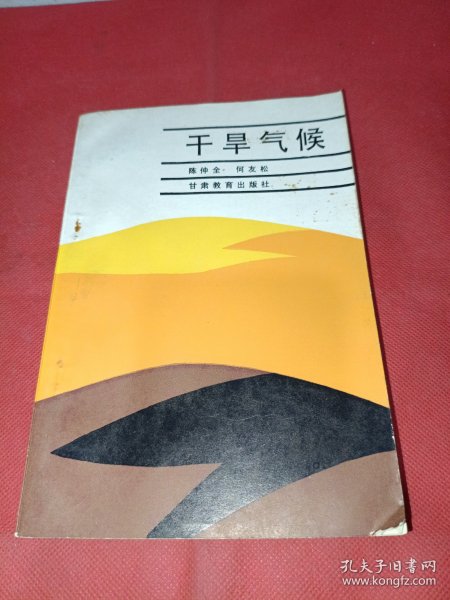 干旱气候
陈仲全 何友松
甘肃教育出版社
孔夫子旧书网
www.kongfz.com